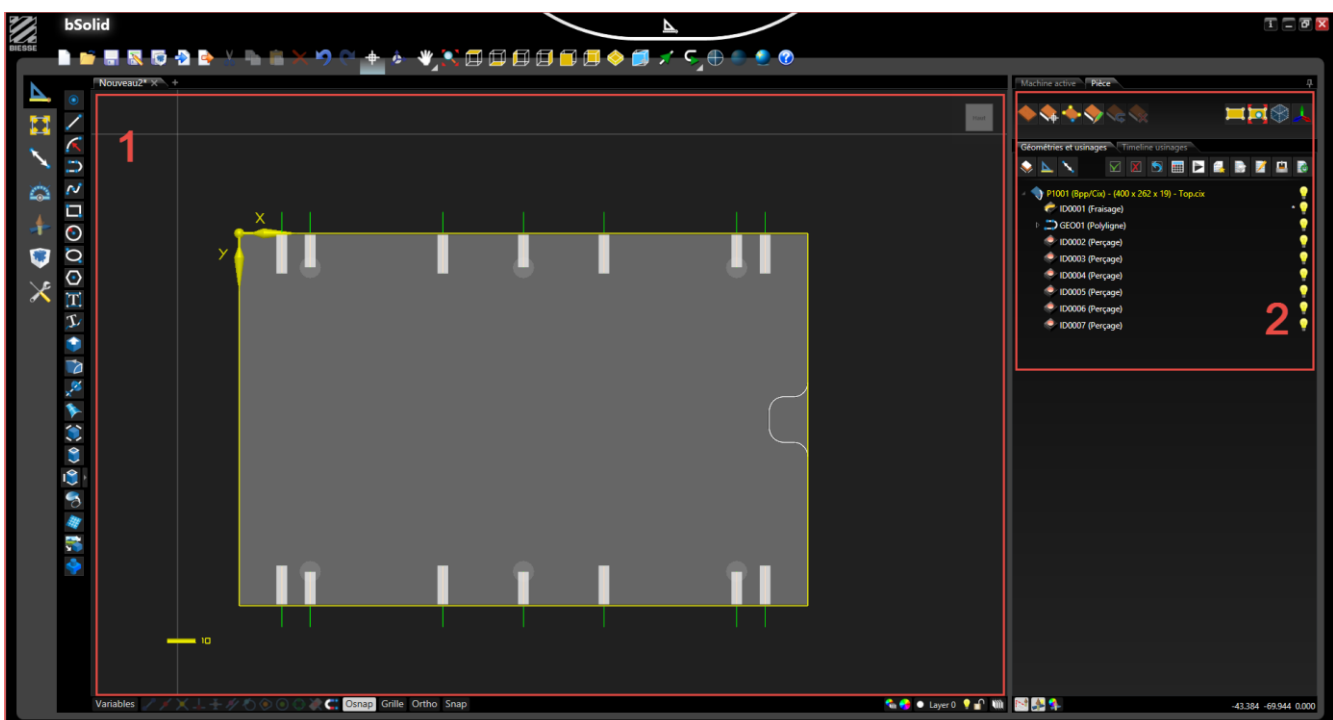 bSolid
BIESSE
Nouveau2* × +
Machine active Pièce
1
X
Y
10
Géométries et usinages Timeline usinages
P1001 (Bpp/Cix) - (400 x 262 x 19) - Top.cix
ID0001 (Fraisage)
GEO01 (Polyligne)
ID0002 (Perçage)
ID0003 (Perçage)
ID0004 (Perçage)
ID0005 (Perçage)
ID0006 (Perçage)
ID0007 (Perçage)
2
Variables Osnap Grille Ortho Snap Layer 0 -43.384 -69.944 0.000